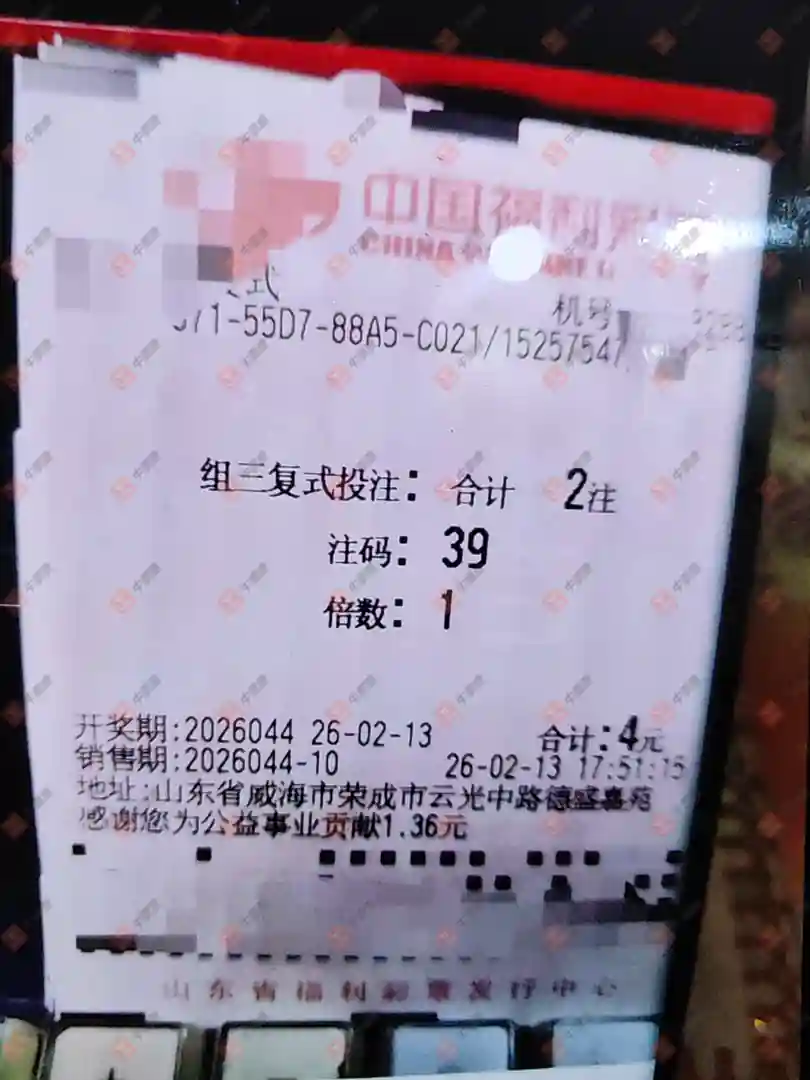 中国福利
CHINA
式
机号
71-55D7-88A5-C021/15257547
组三复式投注: 合计 2注
注码: 39
倍数: 1
开奖期:2026044 26-02-13 合计:4元
销售期:2026044-10 26-02-13 17:51:15
地址:山东省威海市荣成市云光中路德盛嘉苑
感谢您为公益事业贡献1.36元
山东省福利彩票发行中心